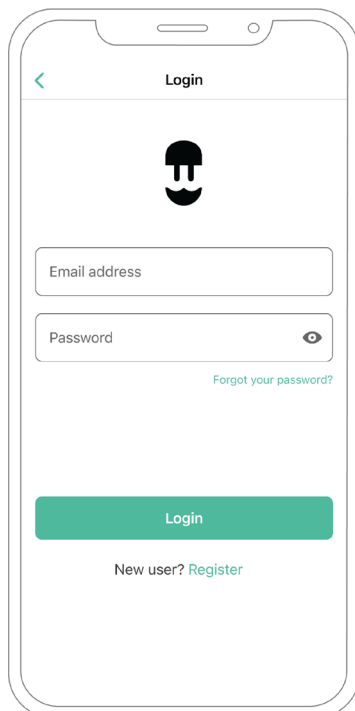 Login
Email address
Password
Forgot your password?
Login
New user? Register